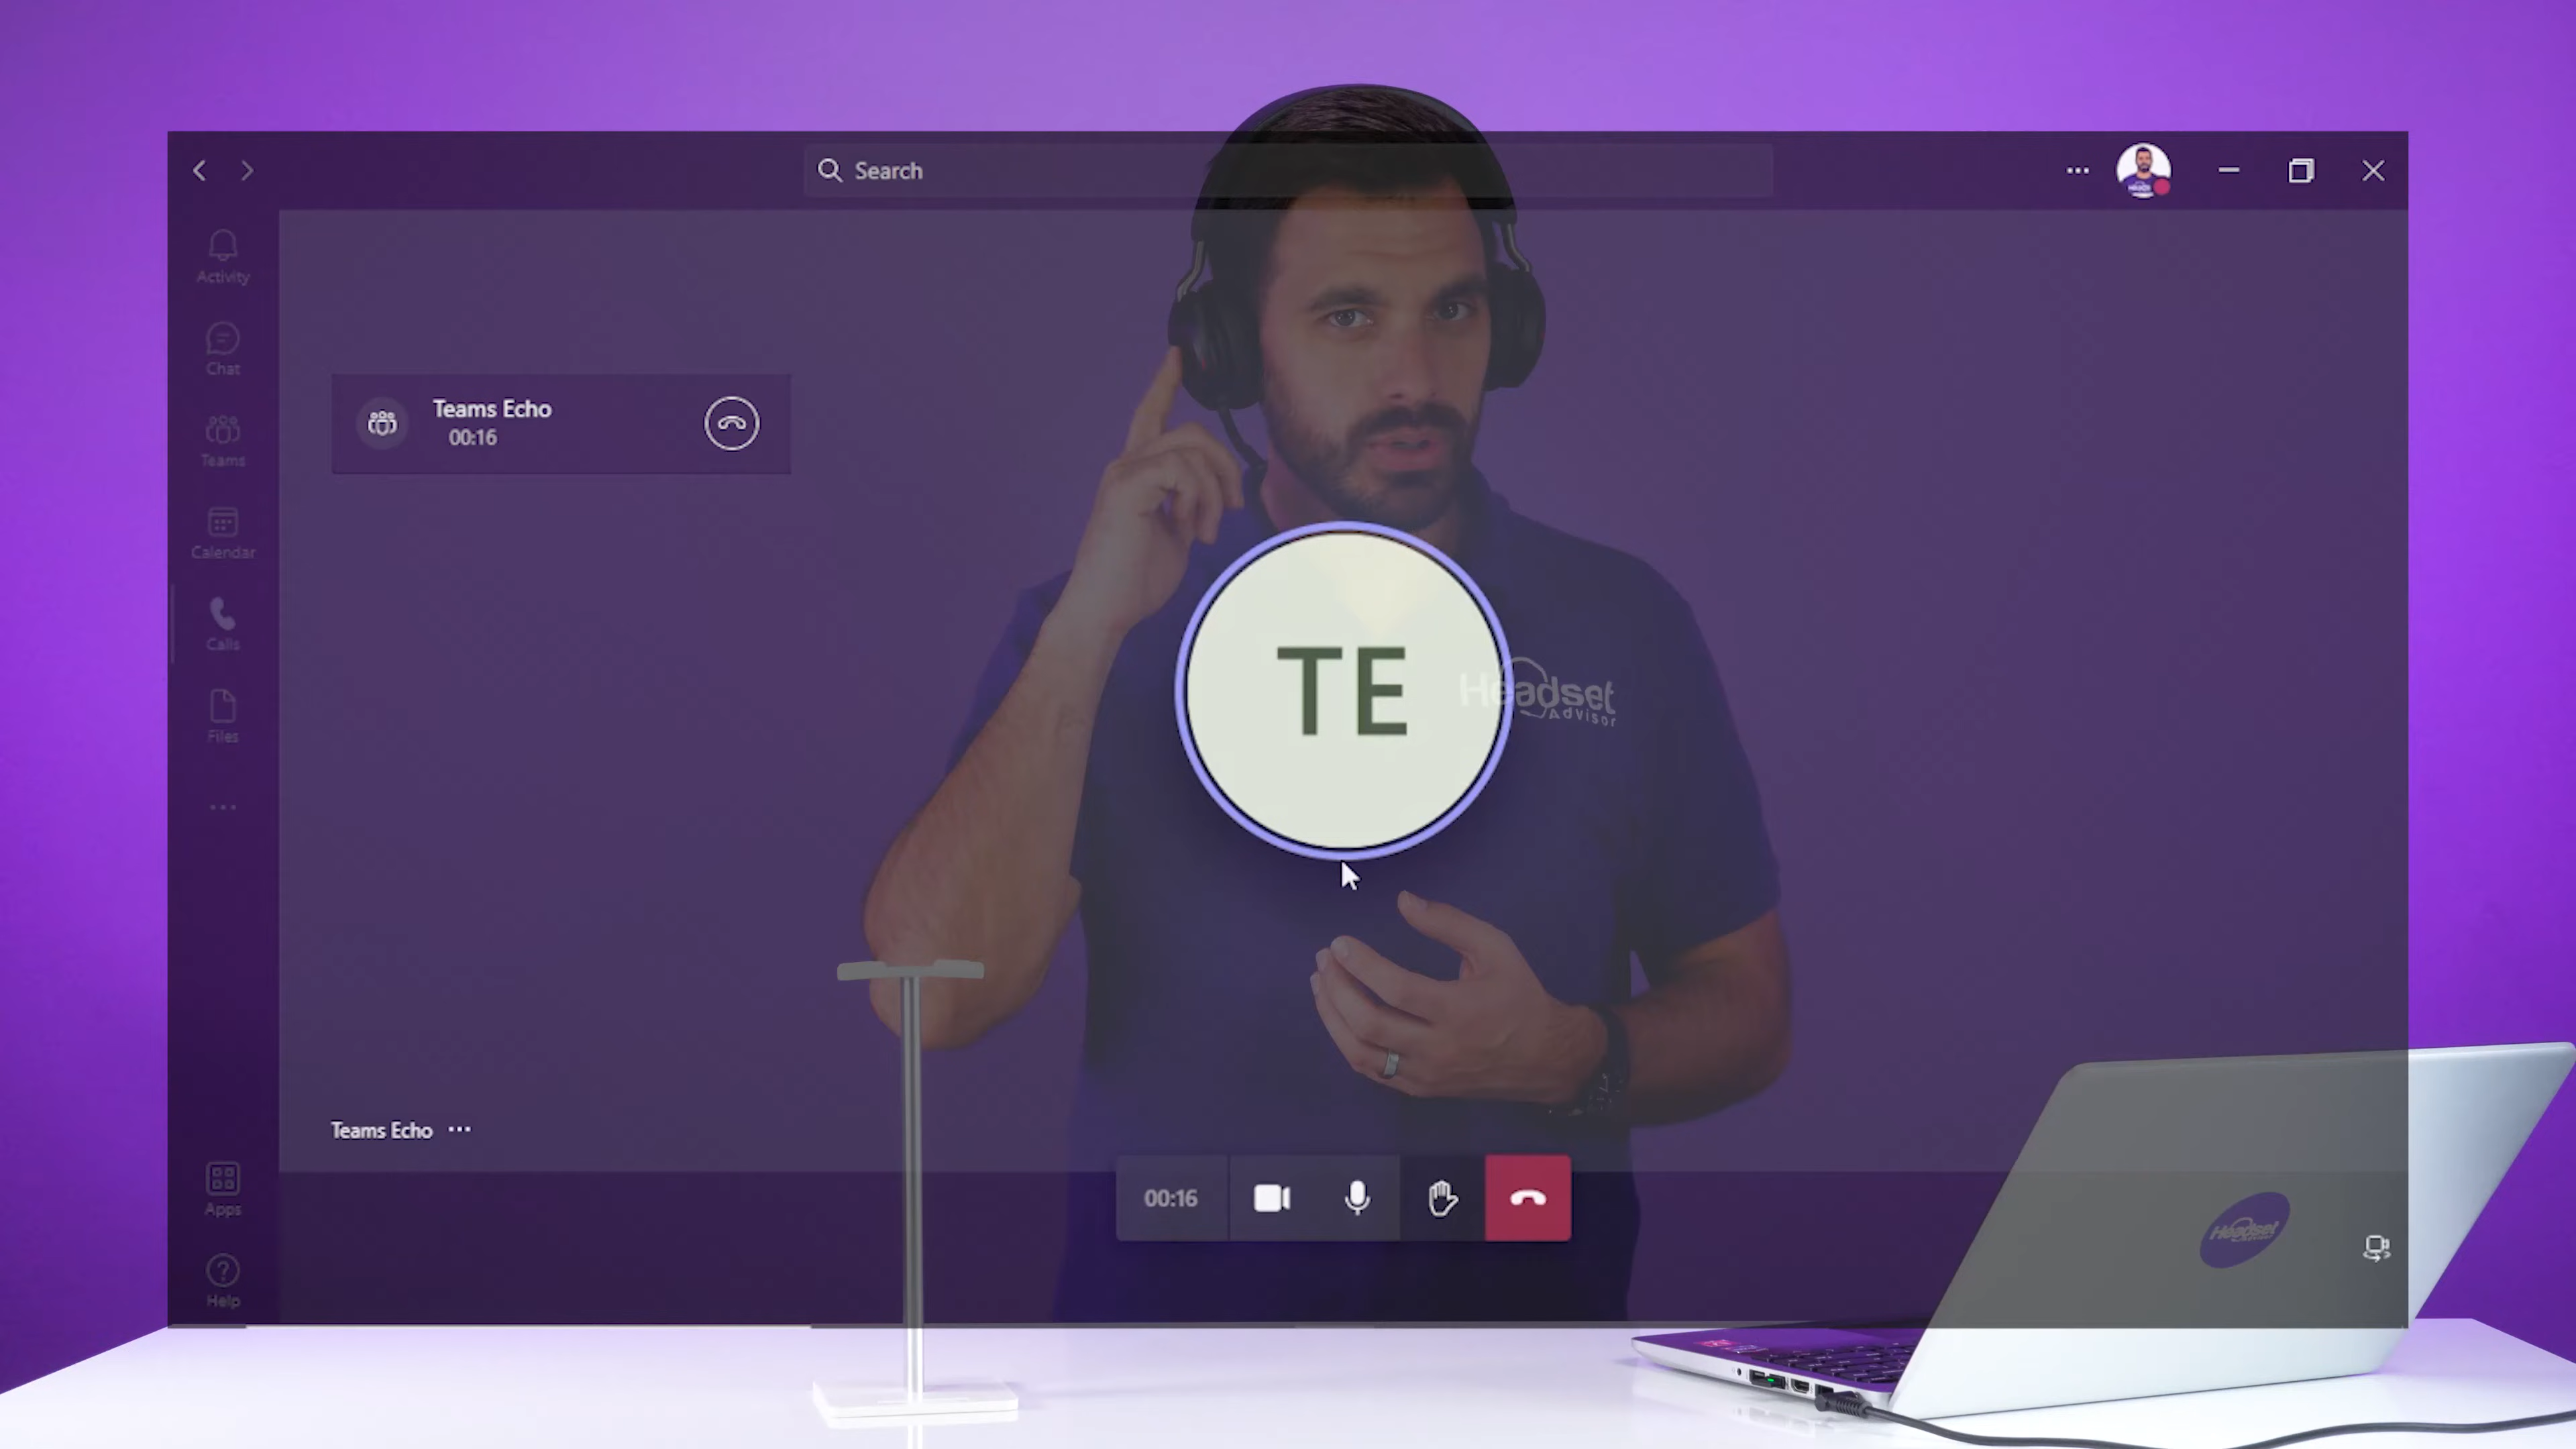 Search
Activity
Chat
Teams
Calendar
Calls
Files
Apps
Help
Teams Echo
00:16
TE
Headset
Advisor
Teams Echo
00:16
Headset